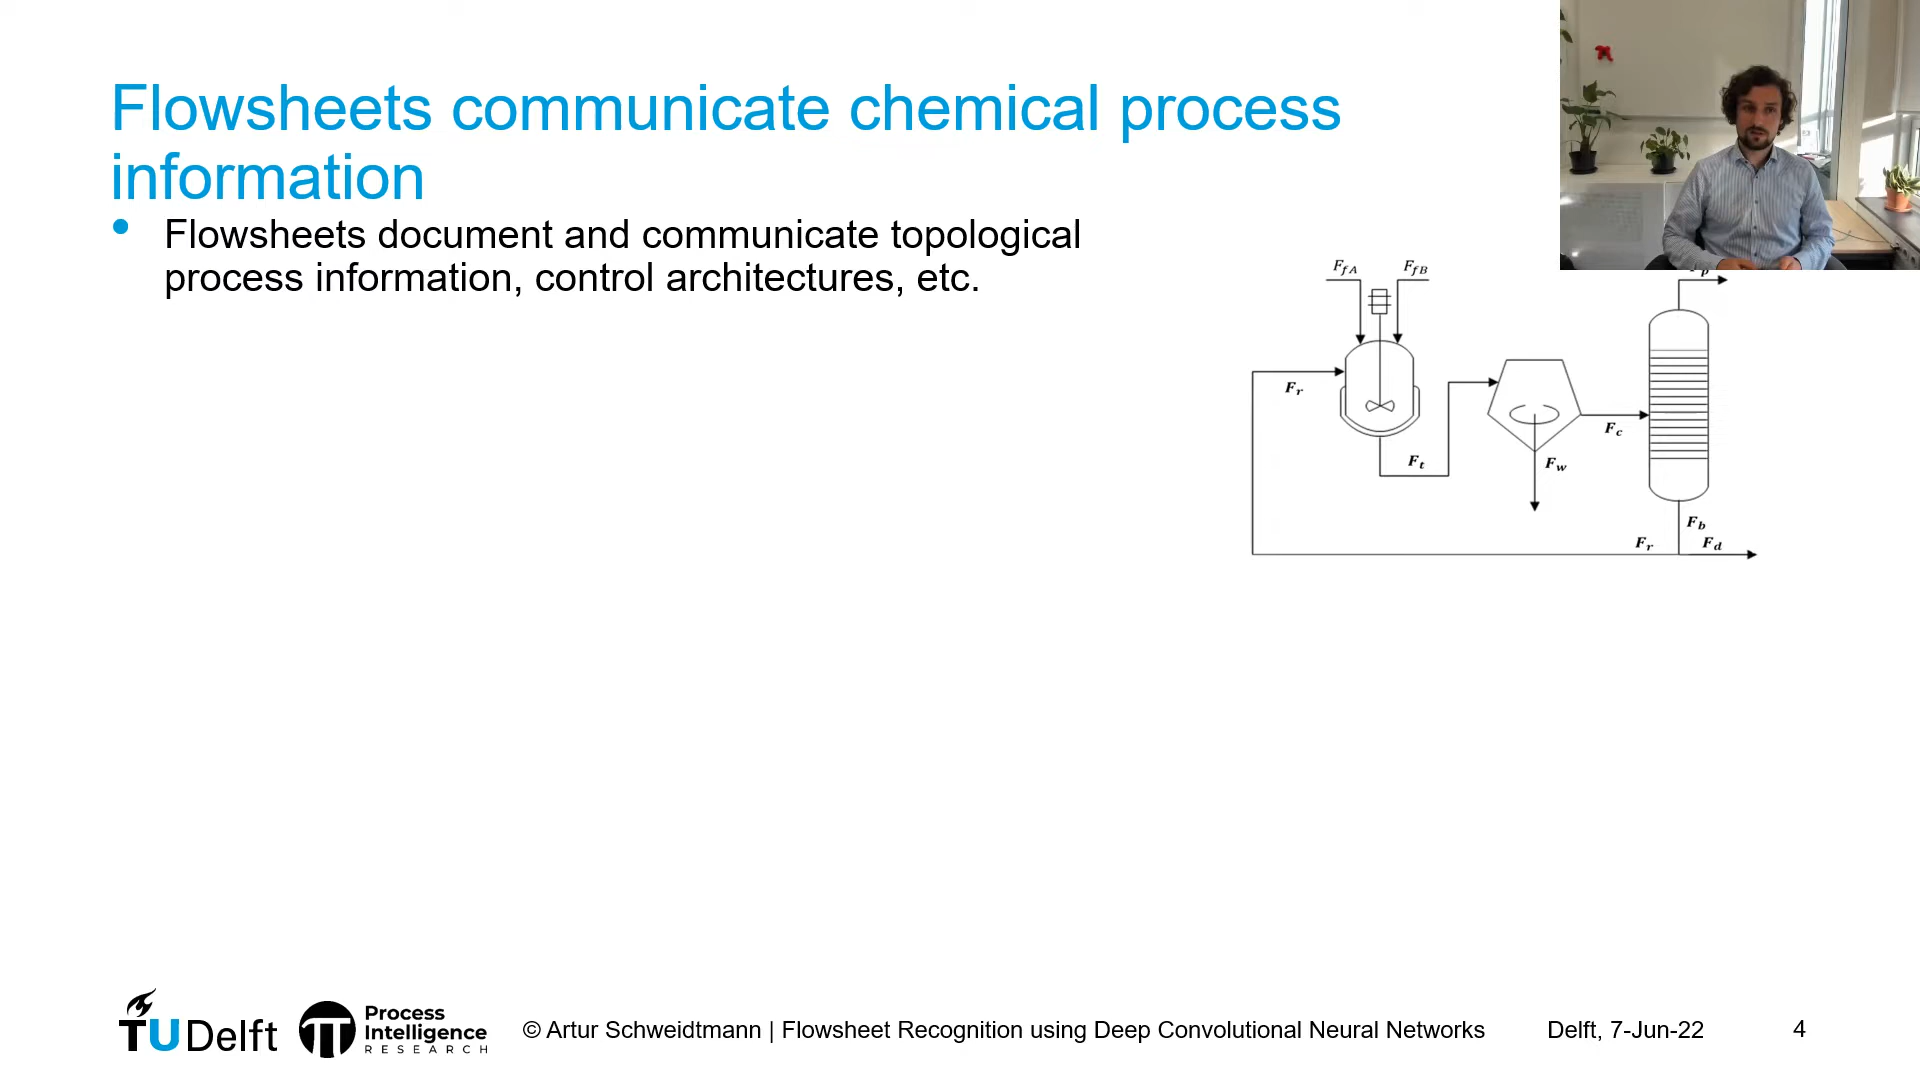 Flowsheets communicate chemical process
information
• Flowsheets document and communicate topological
process information, control architectures, etc.
F_fA
F_fB
F_r
F_t
F_w
F_c
F_b
F_r
F_d
TU Delft
Process
Intelligence
RESEARCH
© Artur Schweidtmann | Flowsheet Recognition using Deep Convolutional Neural Networks
Delft, 7-Jun-22
4